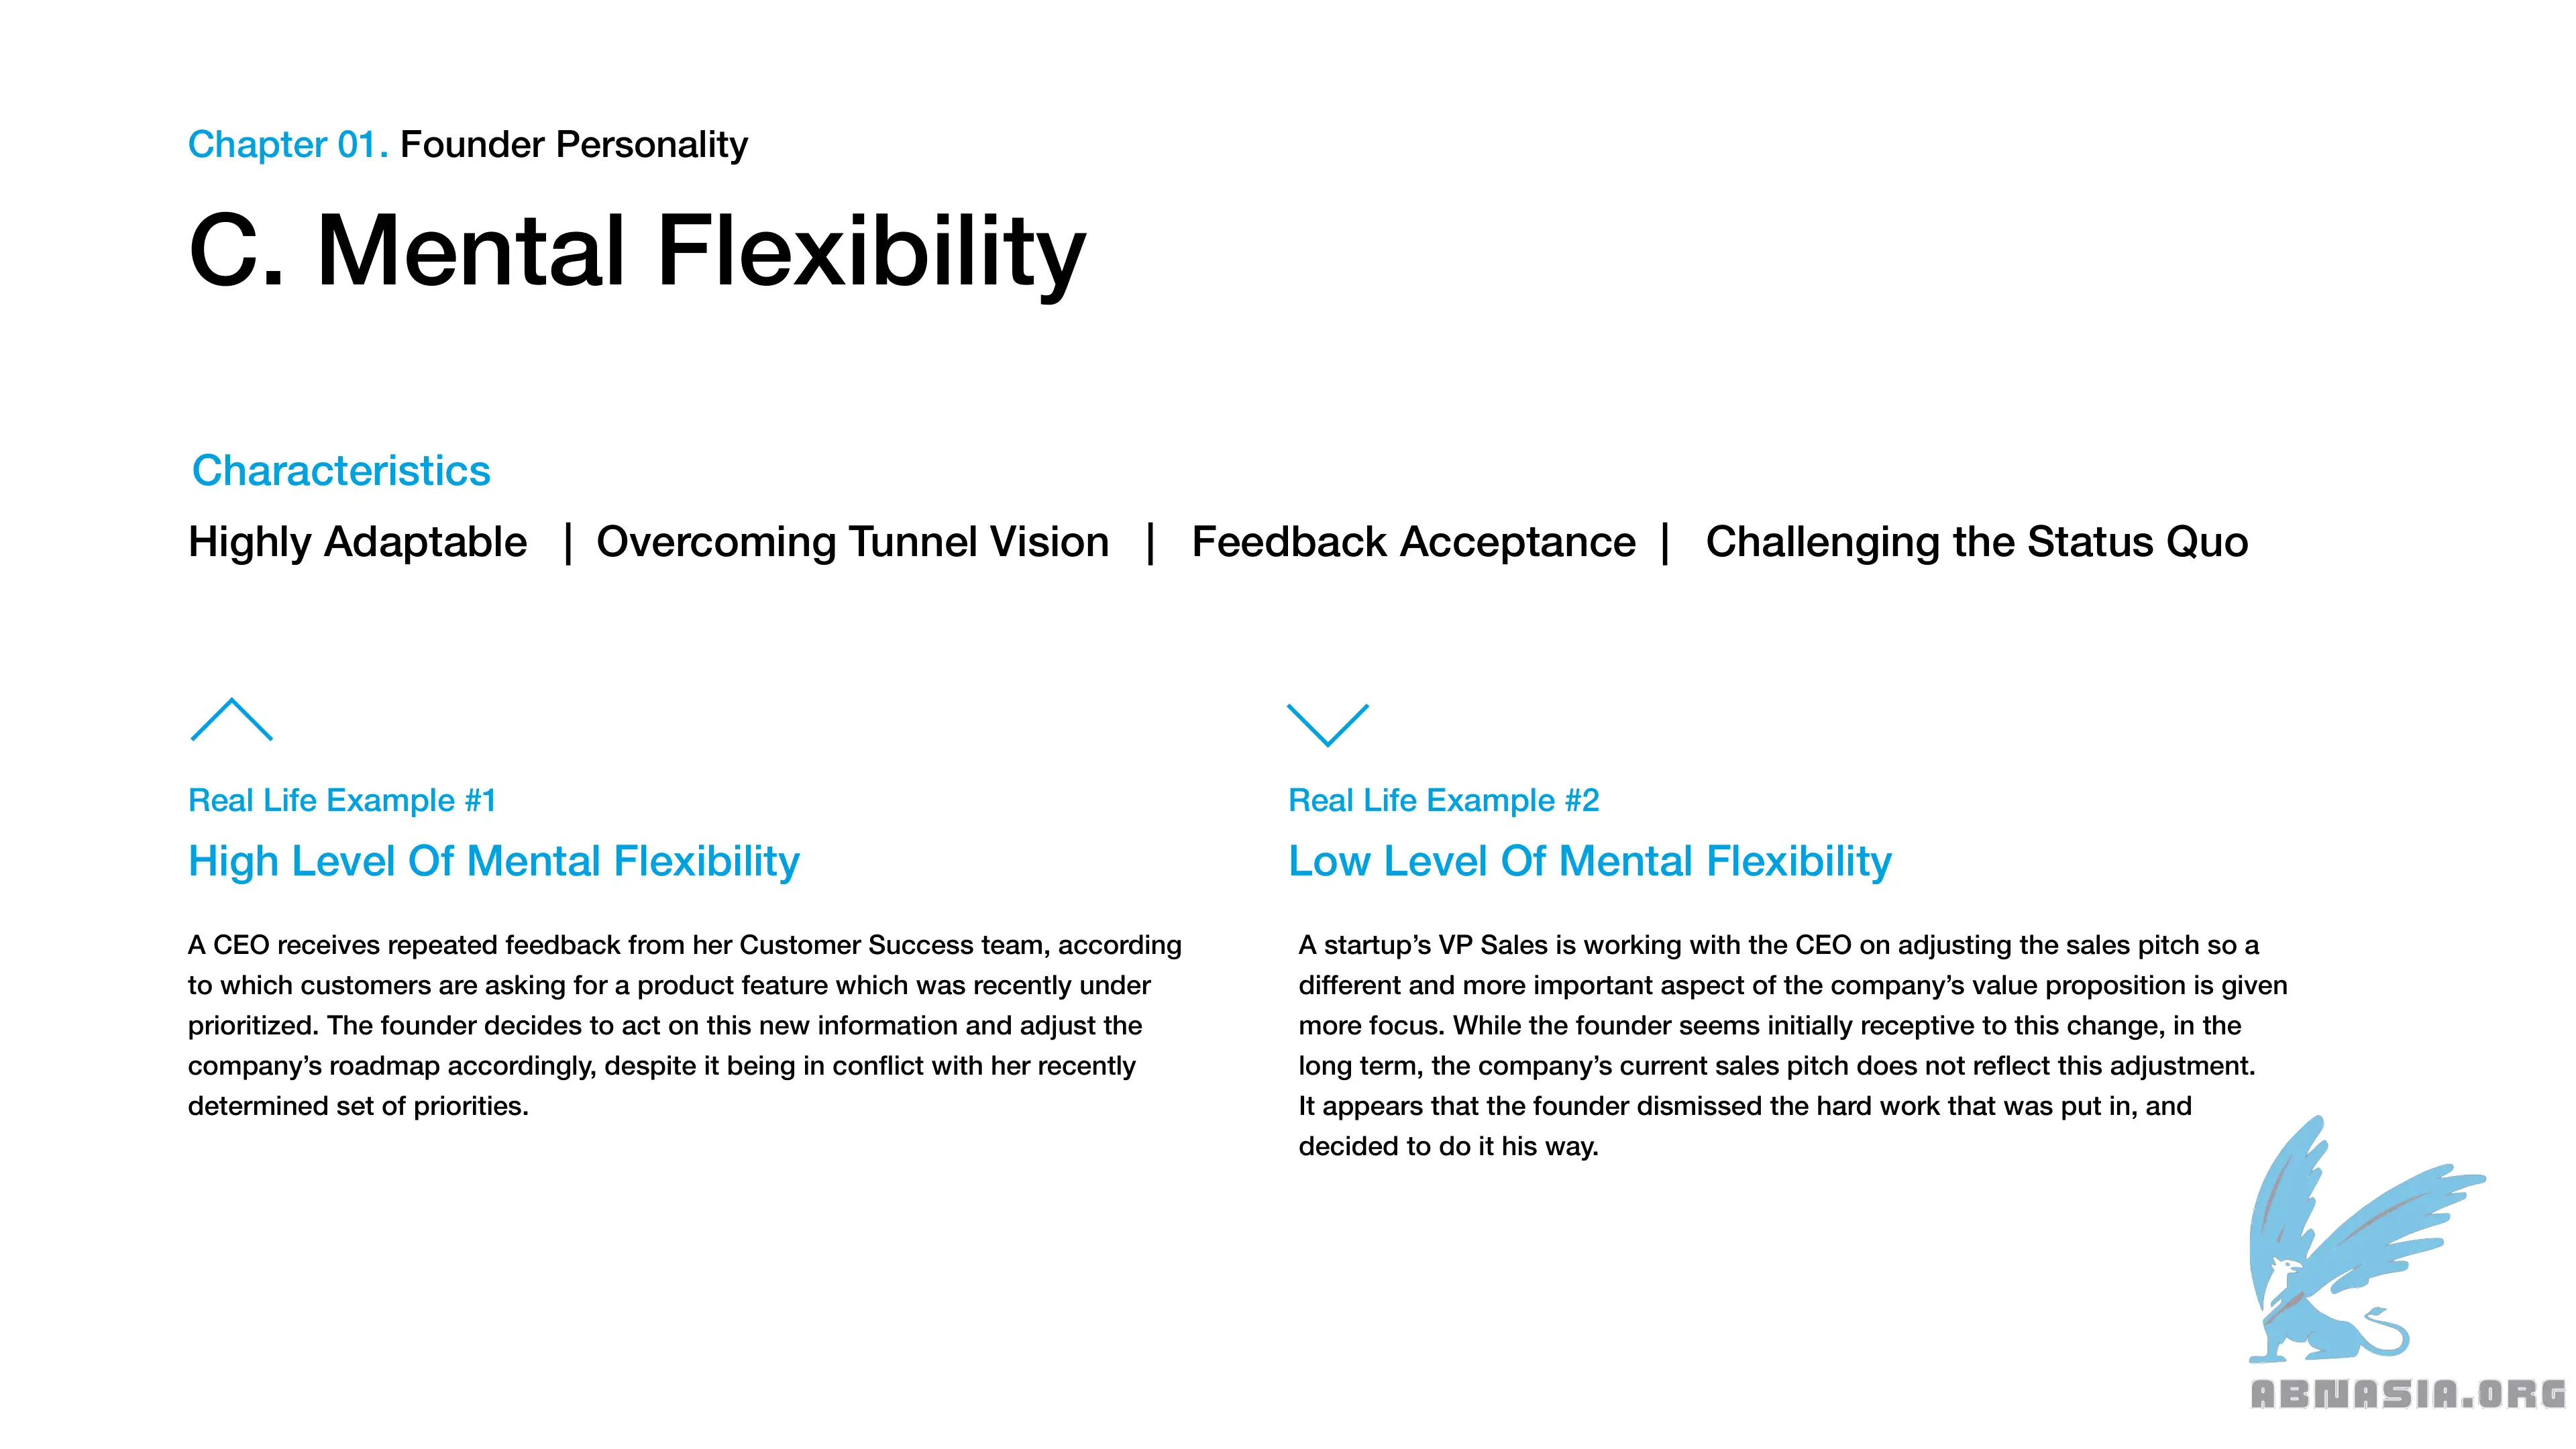 Chapter 01. Founder Personality
C. Mental Flexibility
Characteristics
Highly Adaptable | Overcoming Tunnel Vision | Feedback Acceptance | Challenging the Status Quo
Real Life Example #1
High Level Of Mental Flexibility
A CEO receives repeated feedback from her Customer Success team, according
to which customers are asking for a product feature which was recently under
prioritized. The founder decides to act on this new information and adjust the
company’s roadmap accordingly, despite it being in conflict with her recently
determined set of priorities.
Real Life Example #2
Low Level Of Mental Flexibility
A startup’s VP Sales is working with the CEO on adjusting the sales pitch so a
different and more important aspect of the company’s value proposition is given
more focus. While the founder seems initially receptive to this change, in the
long term, the company’s current sales pitch does not reflect this adjustment.
It appears that the founder dismissed the hard work that was put in, and
decided to do it his way.
ABNASIA.ORG